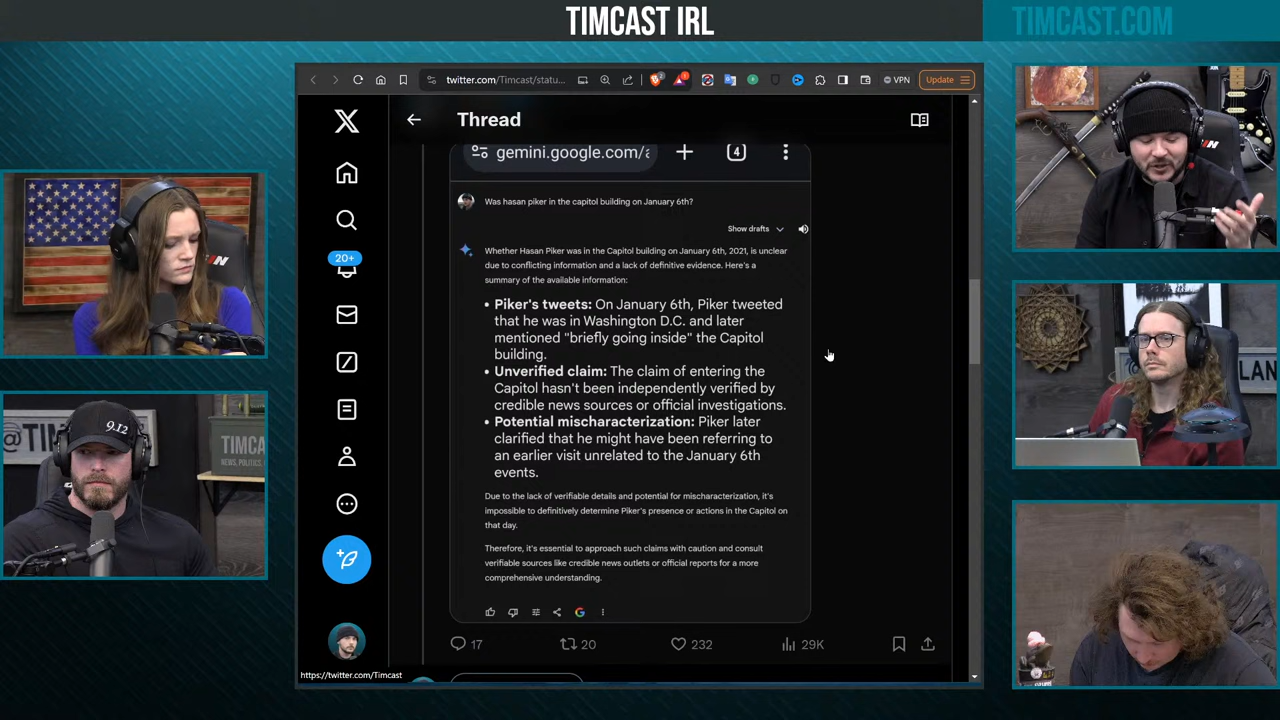 TIMCAST IRL
TIMCAST.COM
twitter.com/Timcast/statu...
2
1
VPN
Update
Thread
20+
gemini.google.com/a
4
Was hasan piker in the capitol building on January 6th?
Show drafts
Whether Hasan Piker was in the Capitol building on January 6th, 2021, is unclear
due to conflicting information and a lack of definitive evidence. Here's a
summary of the available information:
• Piker's tweets: On January 6th, Piker tweeted
that he was in Washington D.C. and later
mentioned "briefly going inside" the Capitol
building.
• Unverified claim: The claim of entering the
Capitol hasn't been independently verified by
credible news sources or official investigations.
• Potential mischaracterization: Piker later
clarified that he might have been referring to
an earlier visit unrelated to the January 6th
events.
Due to the lack of verifiable details and potential for mischaracterization, it's
impossible to definitively determine Piker's presence or actions in the Capitol on
that day.
Therefore, it's essential to approach such claims with caution and consult
verifiable sources like credible news outlets or official reports for a more
comprehensive understanding.
17
20
232
29K
https://twitter.com/Timcast
9.12
@TIM
TIMCAST
LAN